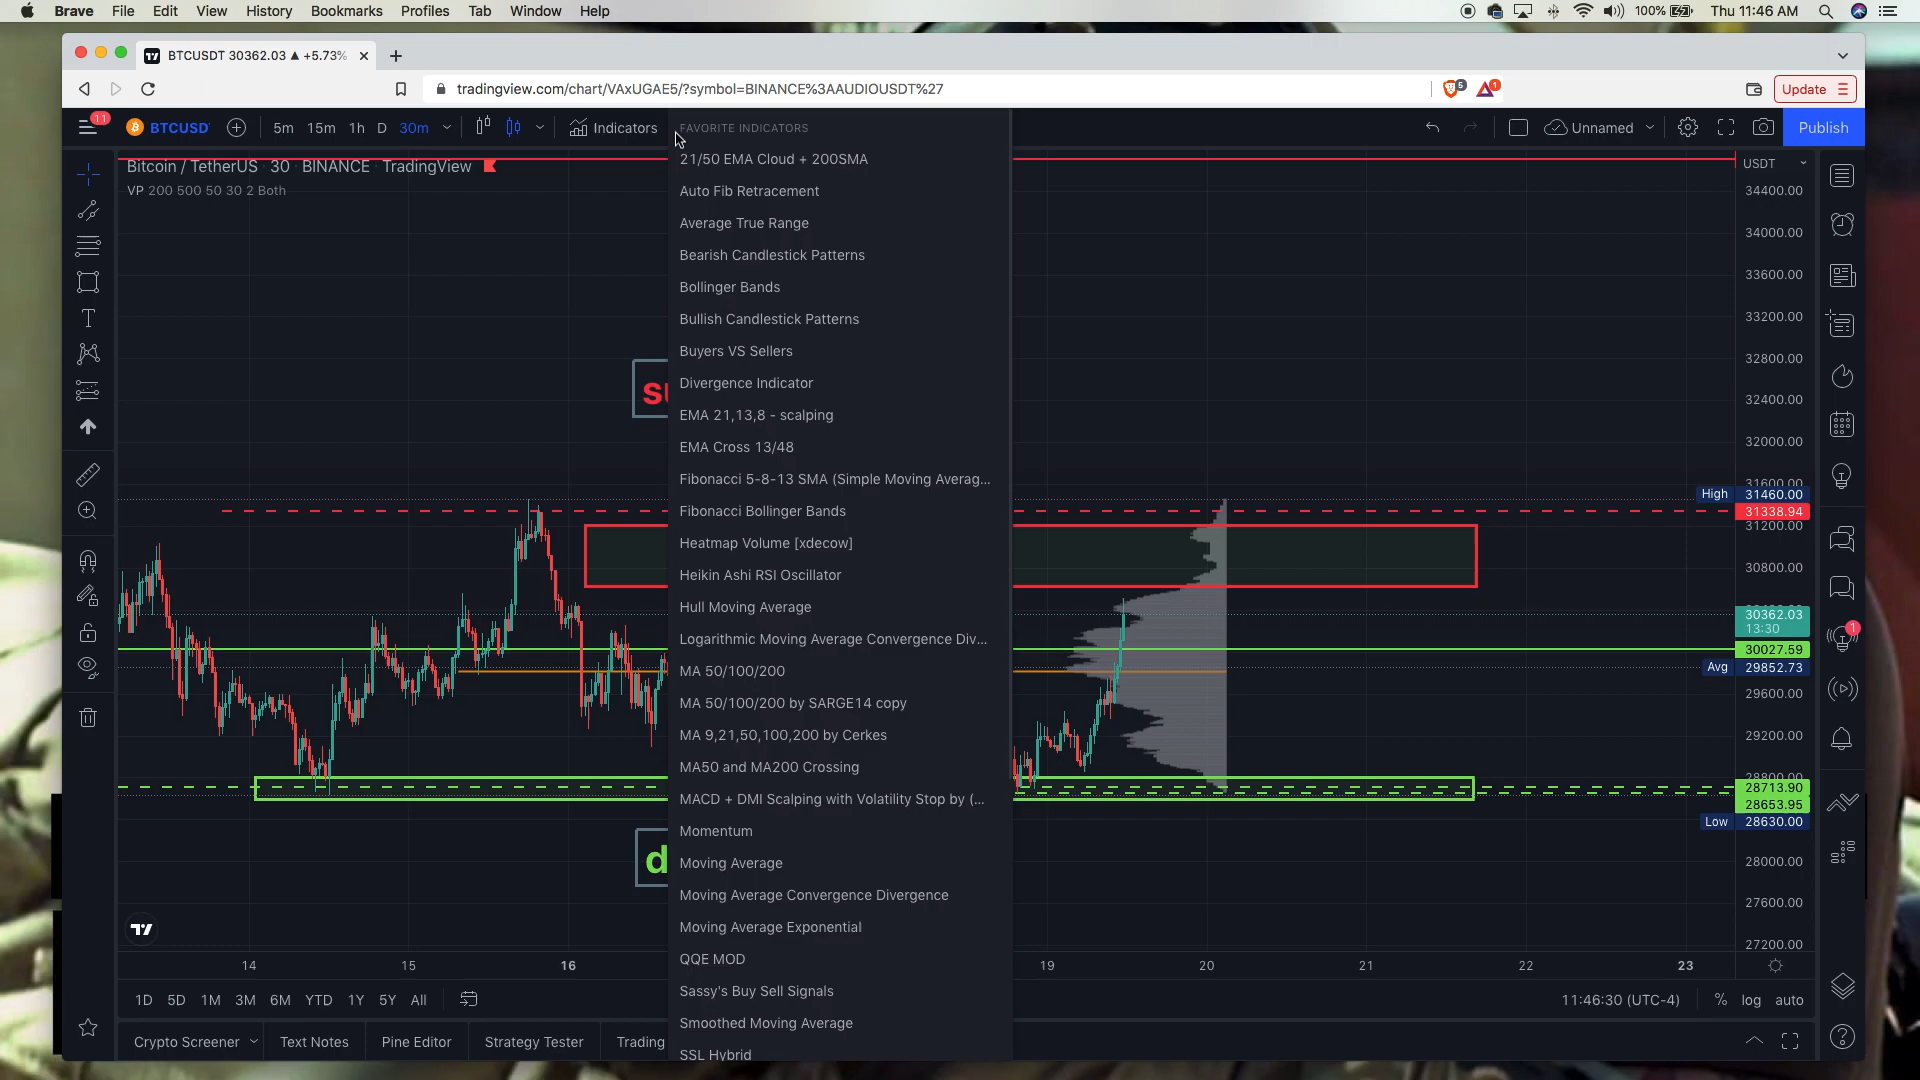 Brave File Edit View History Bookmarks Profiles Tab Window Help 100% Thu 11:46 AM
BTCUSDT 30362.03 ▲ +5.73%
tradingview.com/chart/VAxUGAE5/?symbol=BINANCE%3AAUDIOUSDT%27 5 1 Update
11 BTCUSD 5m 15m 1h D 30m Indicators Unnamed Publish
Bitcoin / TetherUS 30 BINANCE TradingView
VP 200 500 50 30 2 Both
FAVORITE INDICATORS
21/50 EMA Cloud + 200SMA
Auto Fib Retracement
Average True Range
Bearish Candlestick Patterns
Bollinger Bands
Bullish Candlestick Patterns
Buyers VS Sellers
Divergence Indicator
EMA 21,13,8 - scalping
EMA Cross 13/48
Fibonacci 5-8-13 SMA (Simple Moving Averag...
Fibonacci Bollinger Bands
Heatmap Volume [xdecow]
Heikin Ashi RSI Oscillator
Hull Moving Average
Logarithmic Moving Average Convergence Div...
MA 50/100/200
MA 50/100/200 by SARGE14 copy
MA 9,21,50,100,200 by Cerkes
MA50 and MA200 Crossing
MACD + DMI Scalping with Volatility Stop by (...
Momentum
Moving Average
Moving Average Convergence Divergence
Moving Average Exponential
QQE MOD
Sassy's Buy Sell Signals
Smoothed Moving Average
SSL Hybrid
su
d
USDT
34400.00
34000.00
33600.00
33200.00
32800.00
32400.00
32000.00
31600.00
High 31460.00
31338.94
31200.00
30800.00
30362.03
13:30
30027.59
Avg 29852.73
29600.00
29200.00
28800.00
28713.90
28653.95
Low 28630.00
28000.00
27600.00
27200.00
1
14 15 16 19 20 21 22 23
1D 5D 1M 3M 6M YTD 1Y 5Y All 11:46:30 (UTC-4) % log auto
Crypto Screener Text Notes Pine Editor Strategy Tester Trading